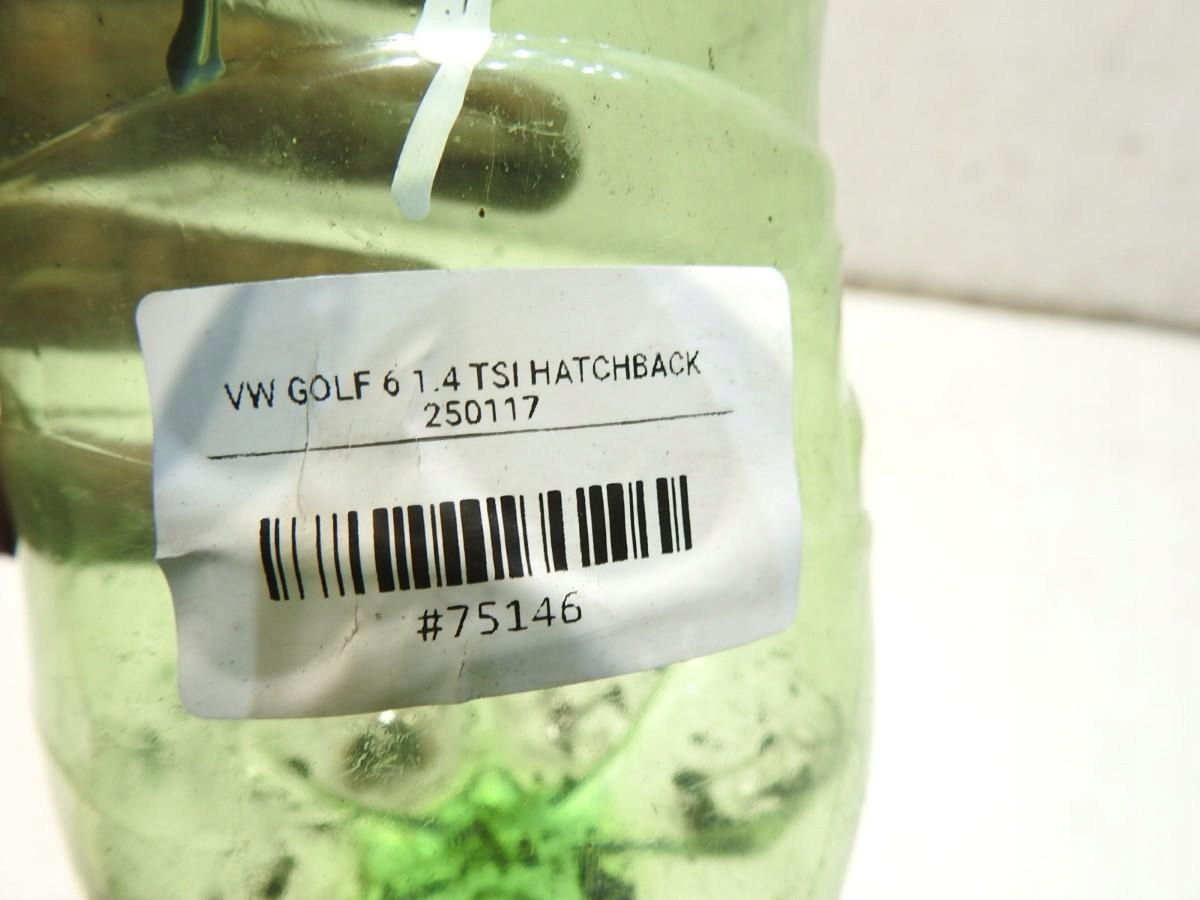 VW GOLF 6 1.4 TSI HATCHBACK
250117
#75146